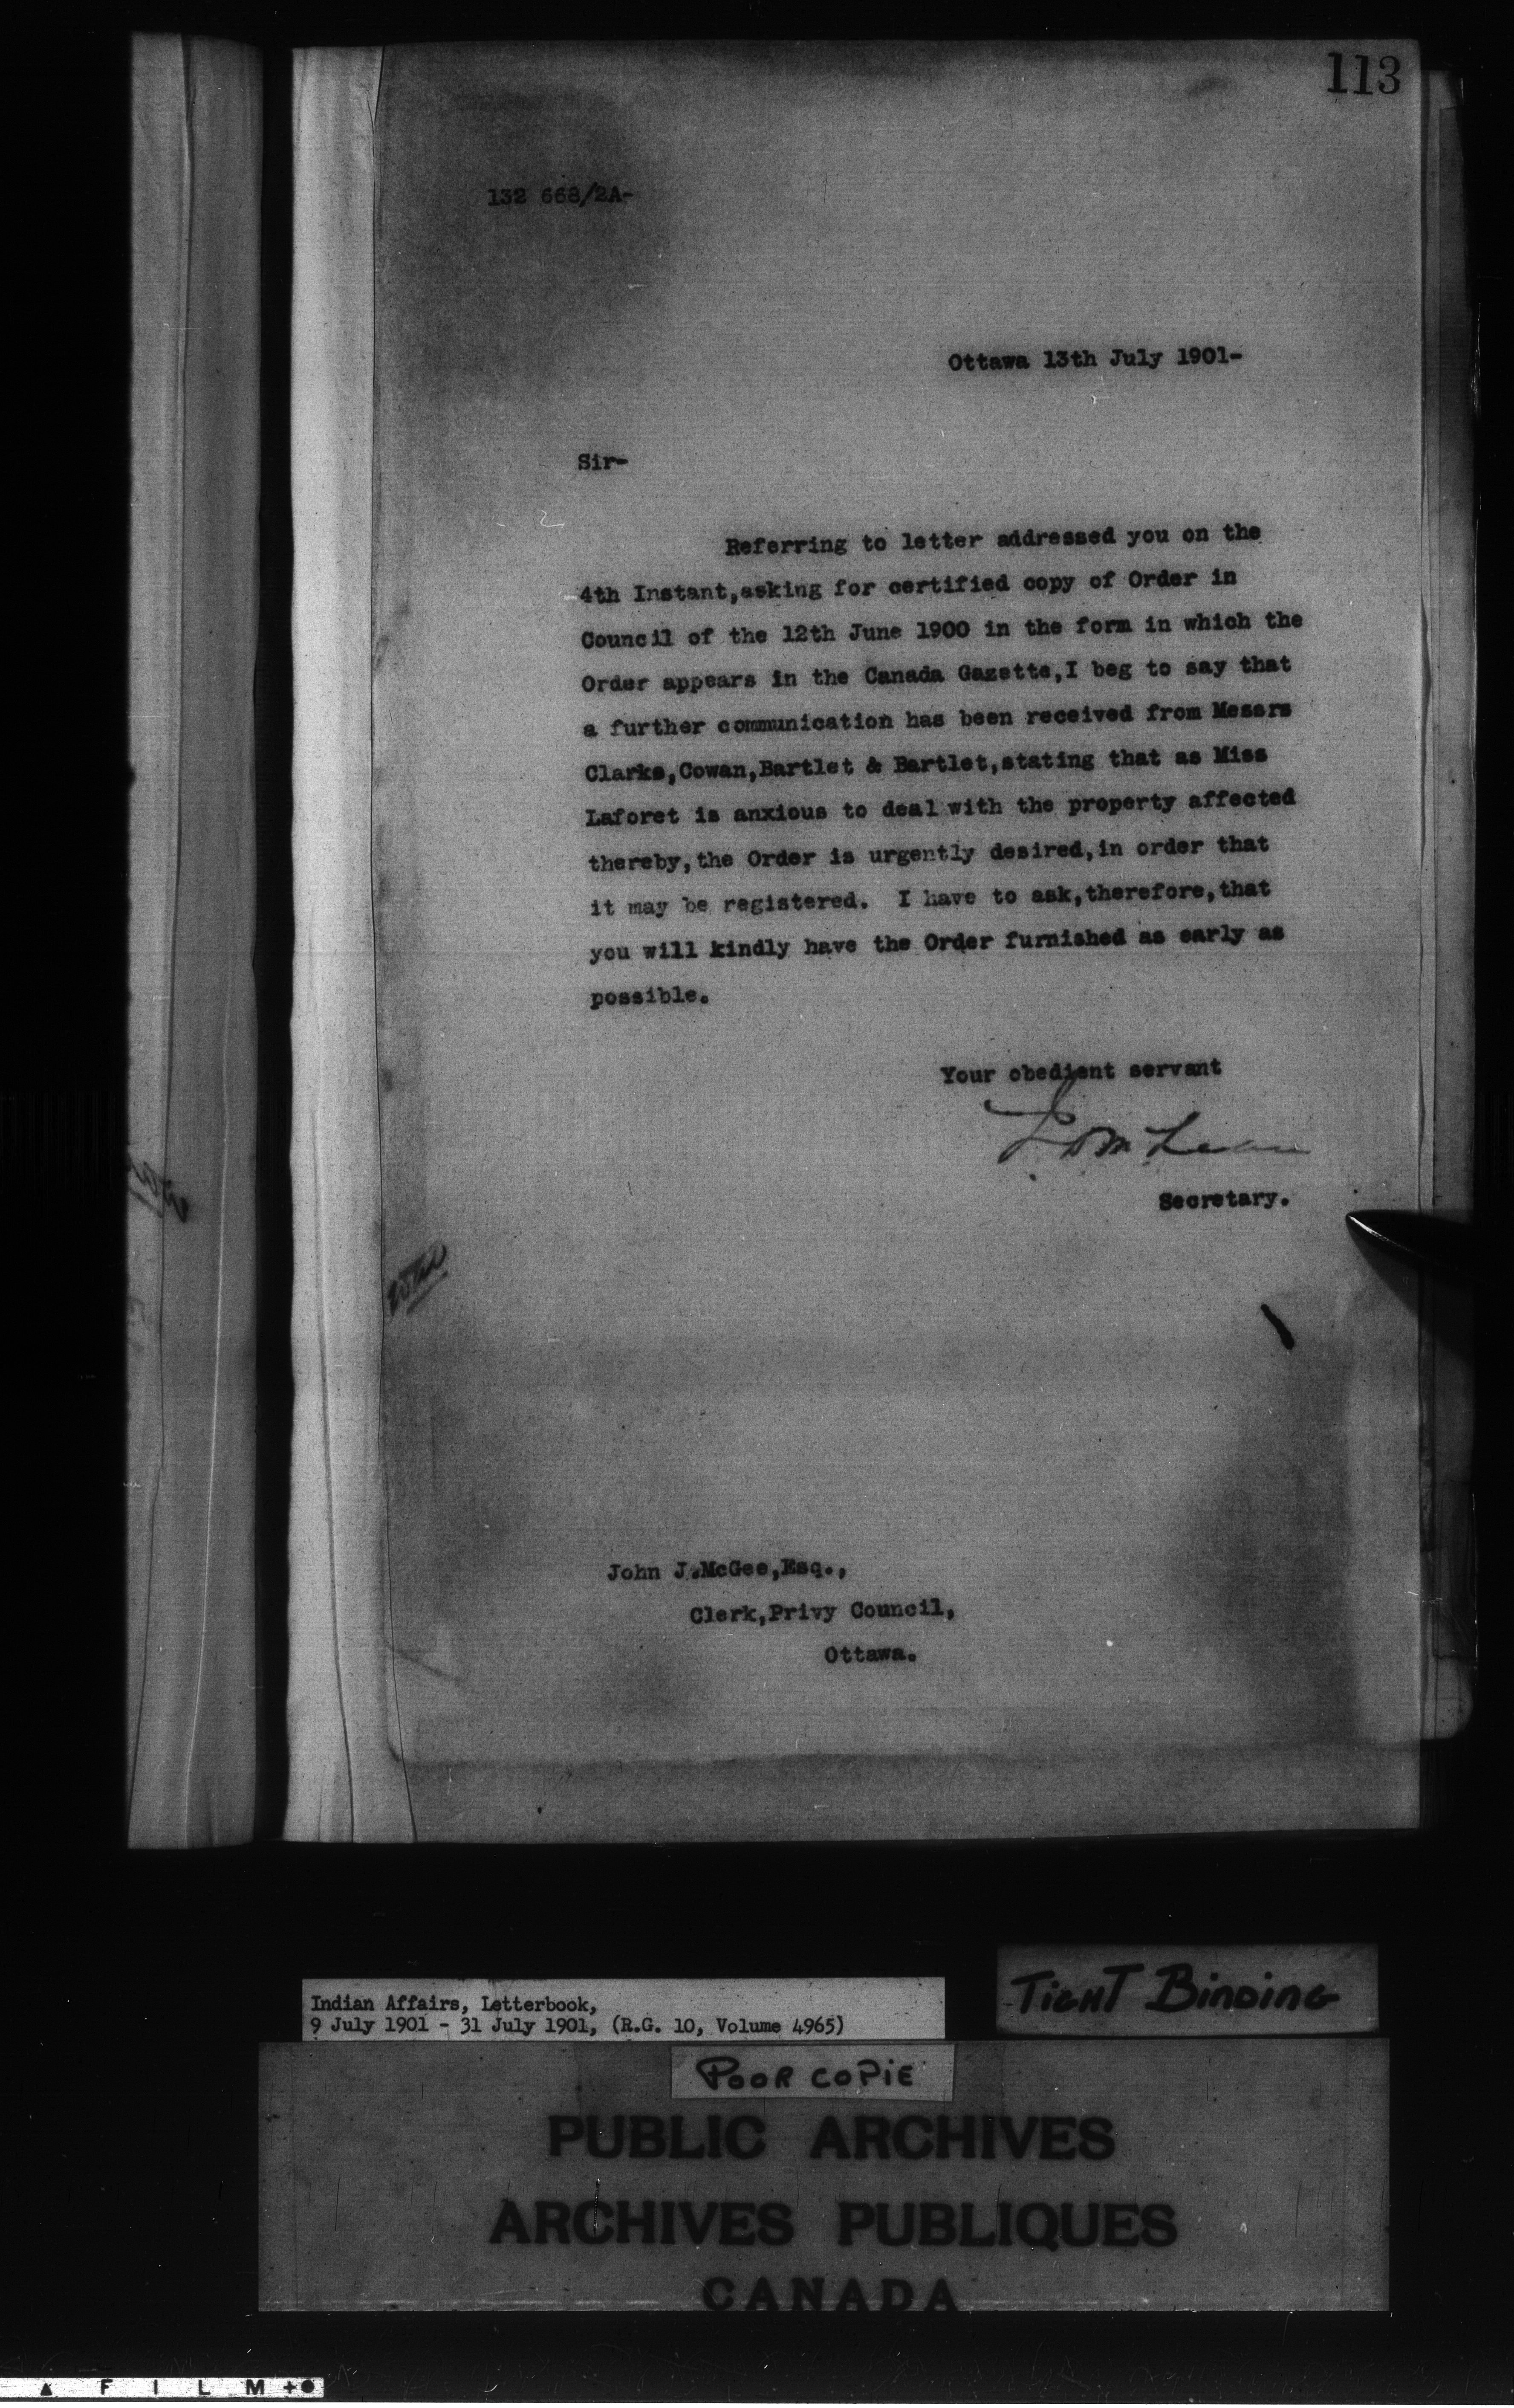 113
132 668/2A-
Ottawa 13th July 1901-
Sir-
Referring to letter addressed you on the
4th Instant,asking for certified copy of Order in
Council of the 12th June 1900 in the form in which the
Order appears in the Canada Gazette,I beg to say that
a further communication has been received from Messrs
Clarke,Cowan,Bartlet & Bartlet,stating that as Miss
Laforet is anxious to deal with the property affected
thereby,the Order is urgently desired,in order that
it may be registered. I have to ask,therefore,that
you will kindly have the Order furnished as early as
possible.
Your obedient servant
Secretary.
John J.McGee,Esq.,
Clerk,Privy Council,
Ottawa.
Indian Affairs, Letterbook,
9 July 1901 - 31 July 1901, (R.G. 10, Volume 4965)
TIGHT BINDING
POOR COPIE
PUBLIC ARCHIVES
ARCHIVES PUBLIQUES
CANADA
FILM